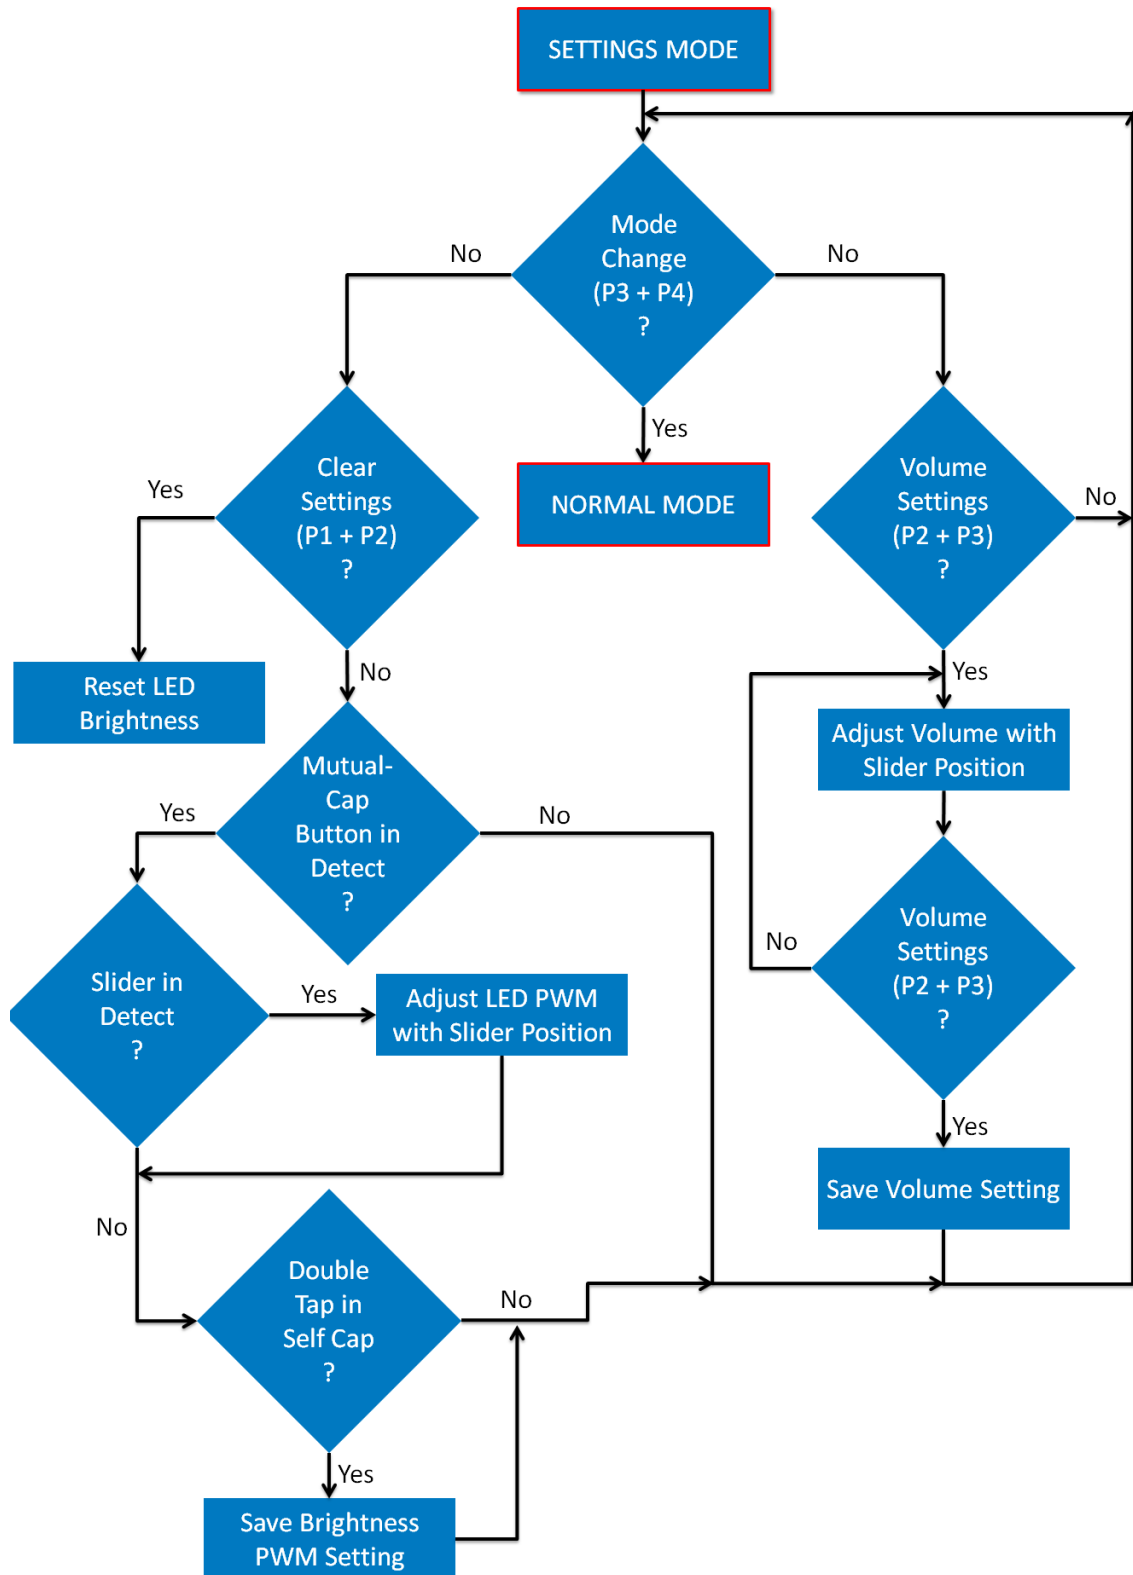 SETTINGS MODE
Mode
Change
(P3 + P4)
?
No
No
Yes
NORMAL MODE
Clear
Settings
(P1 + P2)
?
Yes
No
Volume
Settings
(P2 + P3)
?
No
Yes
Reset LED
Brightness
Mutual-
Cap
Button in
Detect
?
Yes
No
Adjust Volume with
Slider Position
Slider in
Detect
?
Yes
No
Adjust LED PWM
with Slider Position
Volume
Settings
(P2 + P3)
?
No
Yes
Save Volume Setting
Double
Tap in
Self Cap
?
No
Yes
Save Brightness
PWM Setting